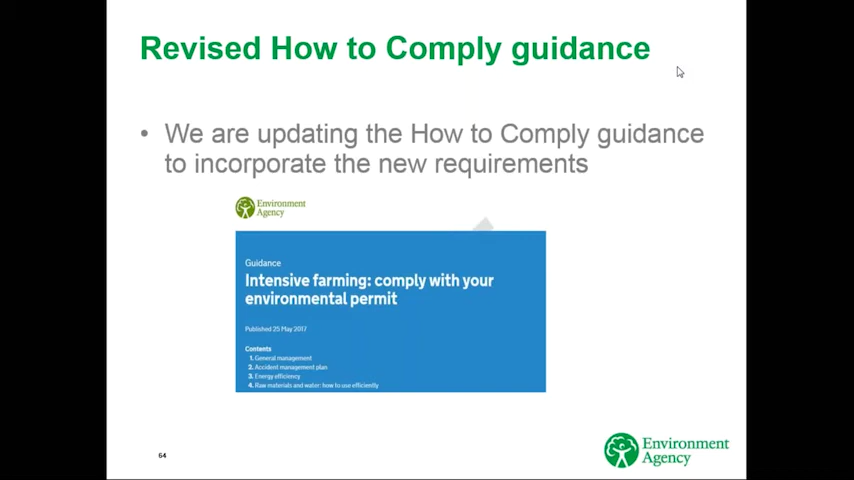 Revised How to Comply guidance
• We are updating the How to Comply guidance
to incorporate the new requirements
Environment
Agency
Guidance
Intensive farming: comply with your
environmental permit
Published 25 May 2017
Contents
1. General management
2. Accident management plan
3. Energy efficiency
4. Raw materials and water: how to use efficiently
64
Environment
Agency